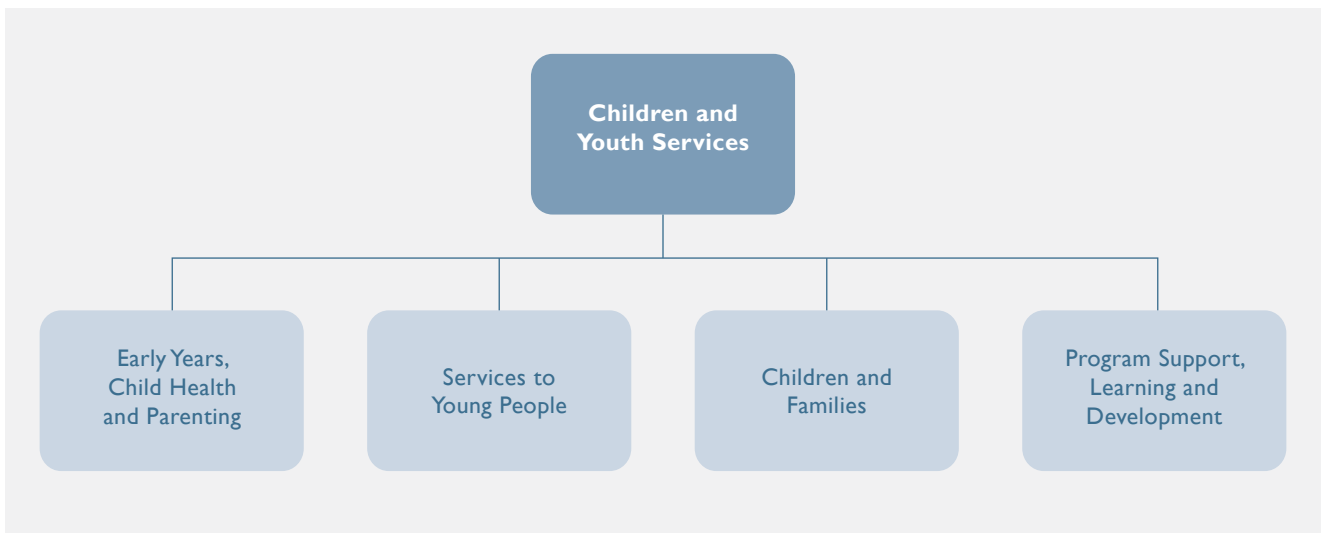 Children and
Youth Services
Early Years,
Child Health
and Parenting
Services to
Young People
Children and
Families
Program Support,
Learning and
Development